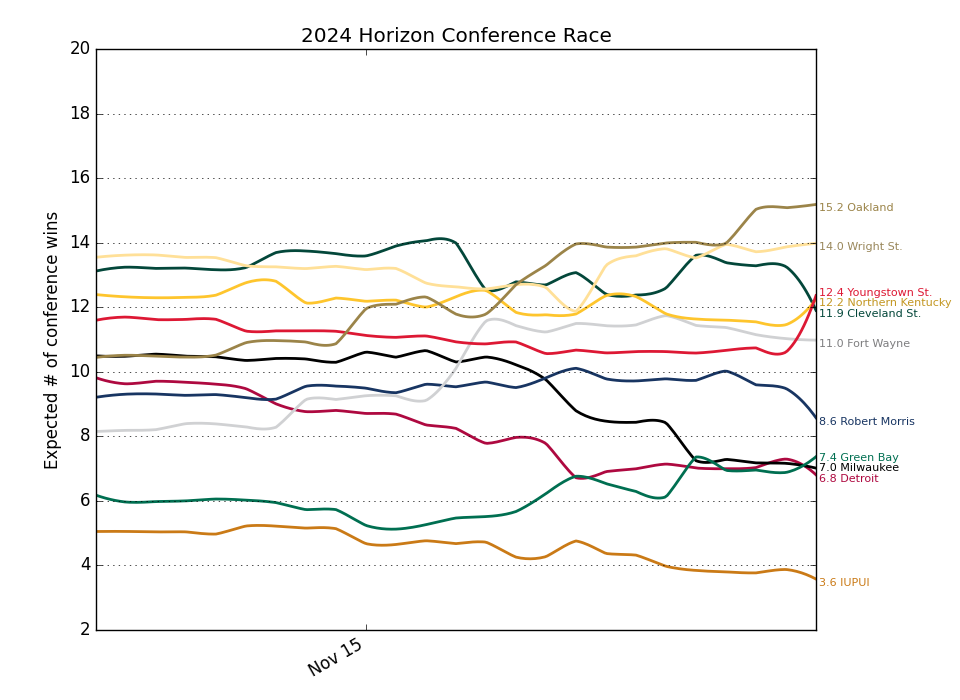 2024 Horizon Conference Race
Expected # of conference wins
20
18
16
14
12
10
8
6
4
2
Nov 15
15.2 Oakland
14.0 Wright St.
12.4 Youngstown St.
12.2 Northern Kentucky
11.9 Cleveland St.
11.0 Fort Wayne
8.6 Robert Morris
7.4 Green Bay
7.0 Milwaukee
6.8 Detroit
3.6 IUPUI